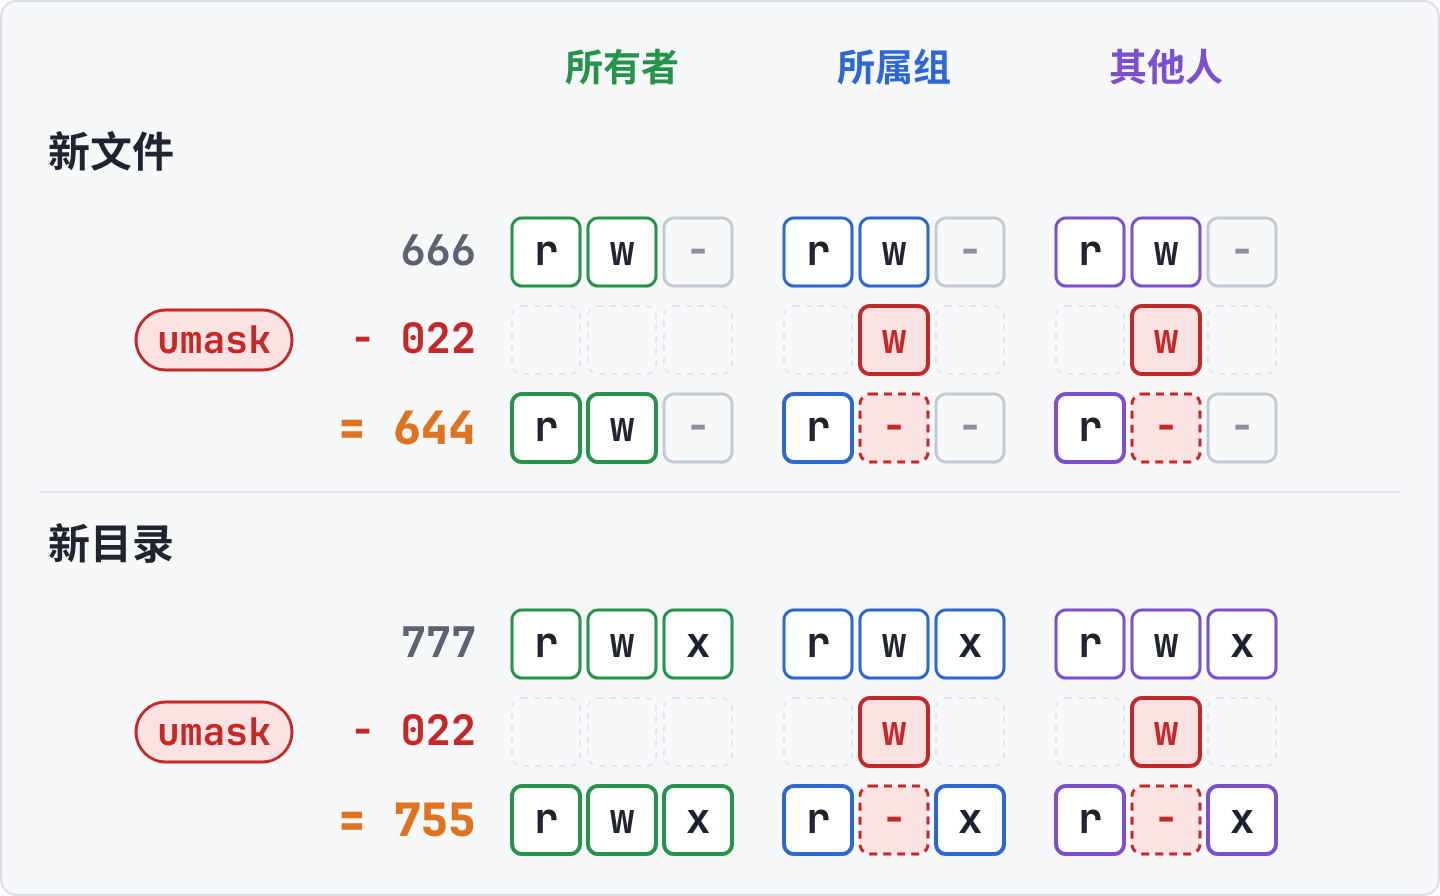 所有者 所属组 其他人
新文件
666 r w - r w - r w -
umask - 022 w w
= 644 r w - r - - r - -
新目录
777 r w x r w x r w x
umask - 022 w w
= 755 r w x r - x r - x